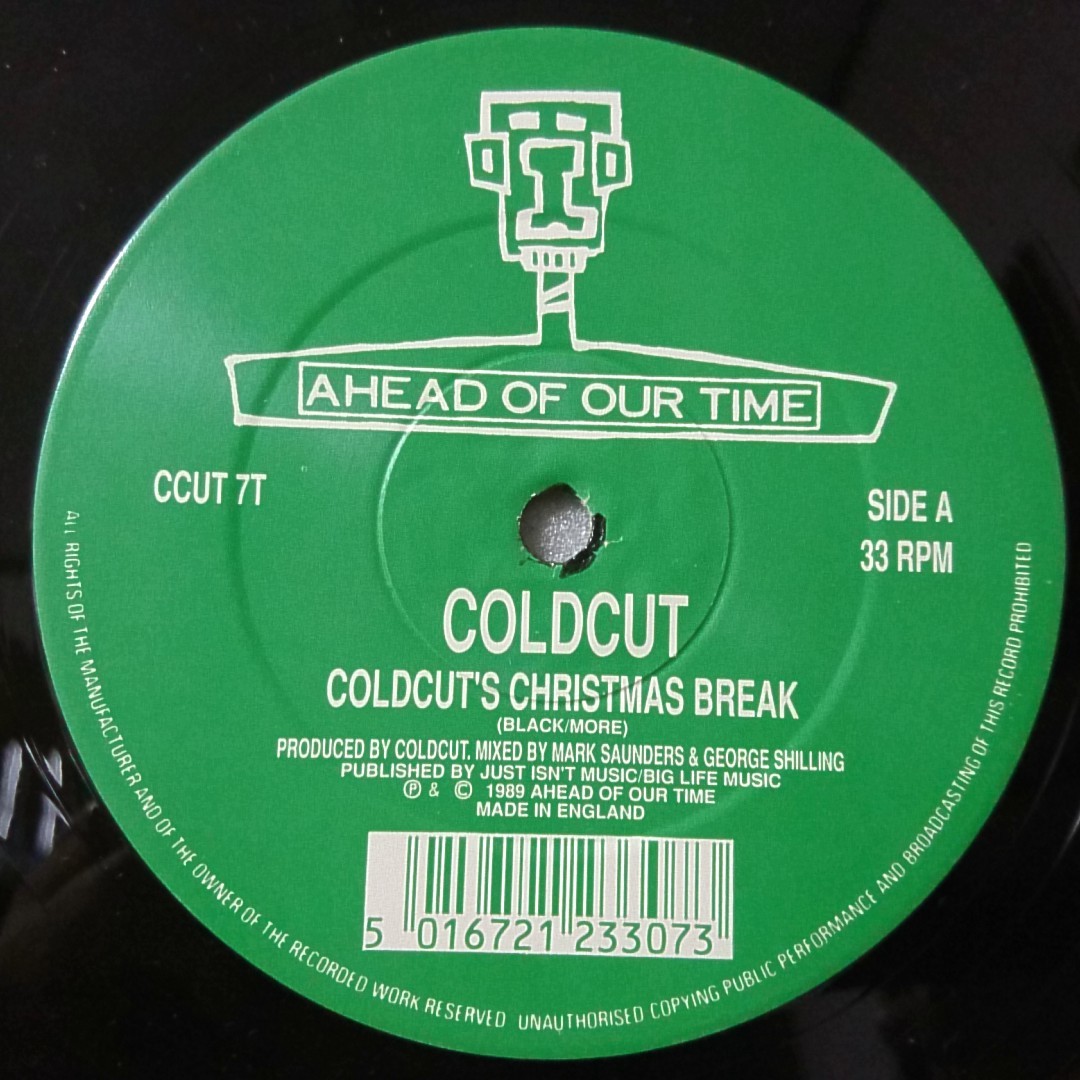 AHEAD OF OUR TIME
CCUT 7T
SIDE A
33 RPM
COLDCUT
COLDCUT'S CHRISTMAS BREAK
(BLACK/MORE)
PRODUCED BY COLDCUT. MIXED BY MARK SAUNDERS & GEORGE SHILLING
PUBLISHED BY JUST ISN'T MUSIC/BIG LIFE MUSIC
℗ & © 1989 AHEAD OF OUR TIME
MADE IN ENGLAND
5 016721 233073
ALL RIGHTS OF THE MANUFACTURER AND OF THE OWNER OF THE RECORDED WORK RESERVED UNAUTHORISED COPYING PUBLIC PERFORMANCE AND BROADCASTING OF THIS RECORD PROHIBITED